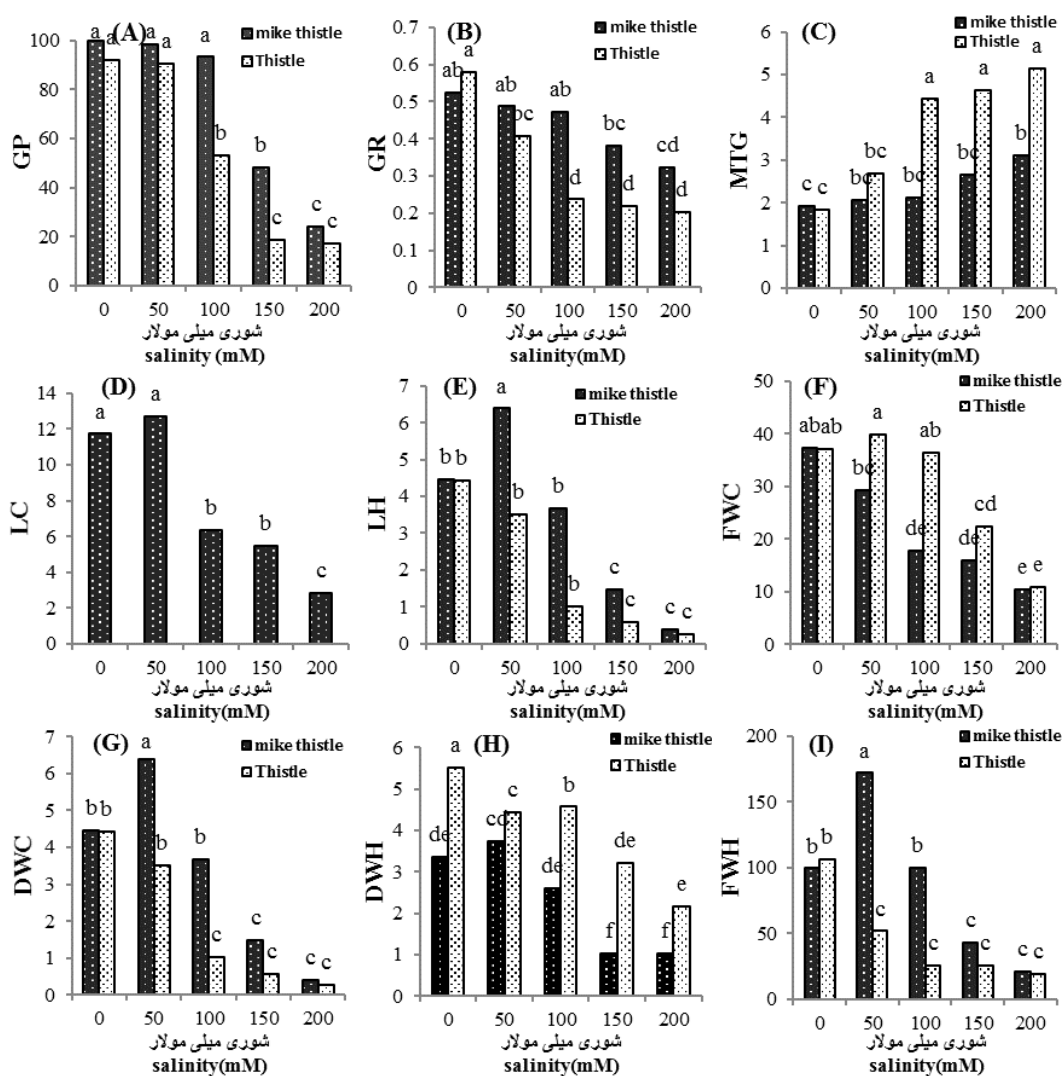 (A)
mike thistle
Thistle
GP
100
80
60
40
20
0
a a a a a b b c c c
0 50 100 150 200
شوری میلی مولار
salinity (mM)
(B)
mike thistle
Thistle
GR
0.7
0.6
0.5
0.4
0.3
0.2
0.1
0
ab a ab bc ab d bc d cd d
0 50 100 150 200
شوری میلی مولار
salinity(mM)
(C)
mike thistle
Thistle
MTG
6
5
4
3
2
1
0
c c bc bc bc a bc a b a
0 50 100 150 200
شوری میلی مولار
salinity(mM)
(D)
LC
14
12
10
8
6
4
2
0
a a b b c
0 50 100 150 200
شوری میلی مولار
salinity(mM)
(E)
mike thistle
Thistle
LH
7
6
5
4
3
2
1
0
b b a b b b c c c c
0 50 100 150 200
شوری میلی مولار
salinity(mM)
(F)
mike thistle
Thistle
FWC
50
40
30
20
10
0
ab ab bc a de ab de cd e e
0 50 100 150 200
شوری میلی مولار
salinity(mM)
(G)
mike thistle
Thistle
DWC
7
6
5
4
3
2
1
0
b b a b b c c c c c
0 50 100 150 200
شوری میلی مولار
salinity(mM)
(H)
mike thistle
Thistle
DWH
6
5
4
3
2
1
0
de a cd c de b f de f e
0 50 100 150 200
شوری میلی مولار
salinity(mM)
(I)
mike thistle
Thistle
FWH
200
150
100
50
0
b b a c b c c c c c
0 50 100 150 200
شوری میلی مولار
salinity(mM)